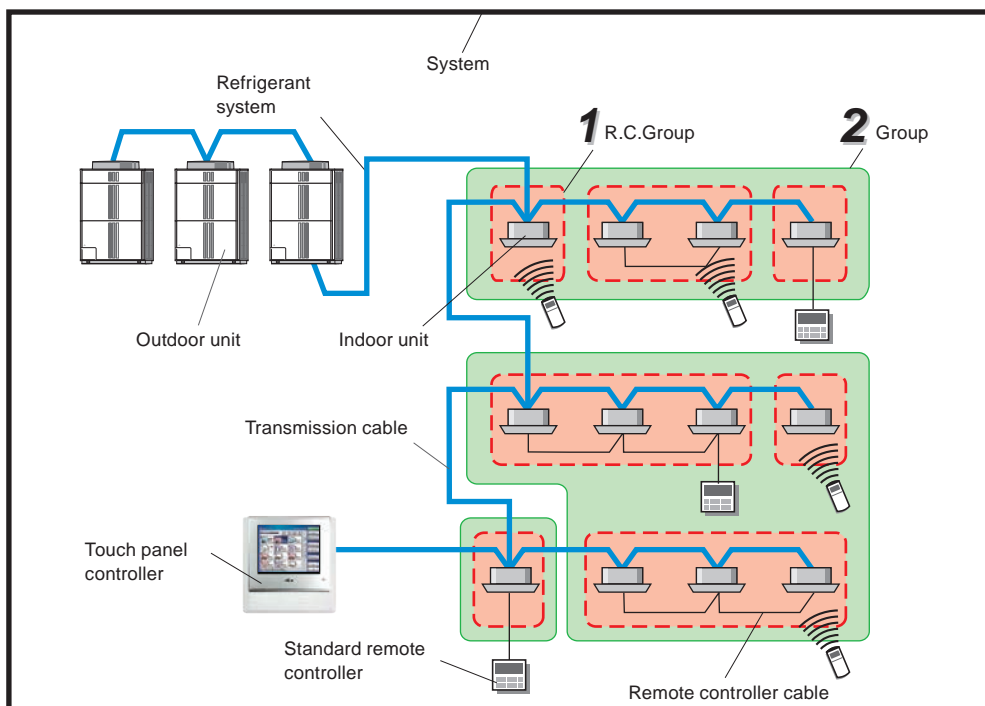 System
Refrigerant
system
1 R.C.Group
2 Group
Outdoor unit
Indoor unit
Transmission cable
Touch panel
controller
Standard remote
controller
Remote controller cable